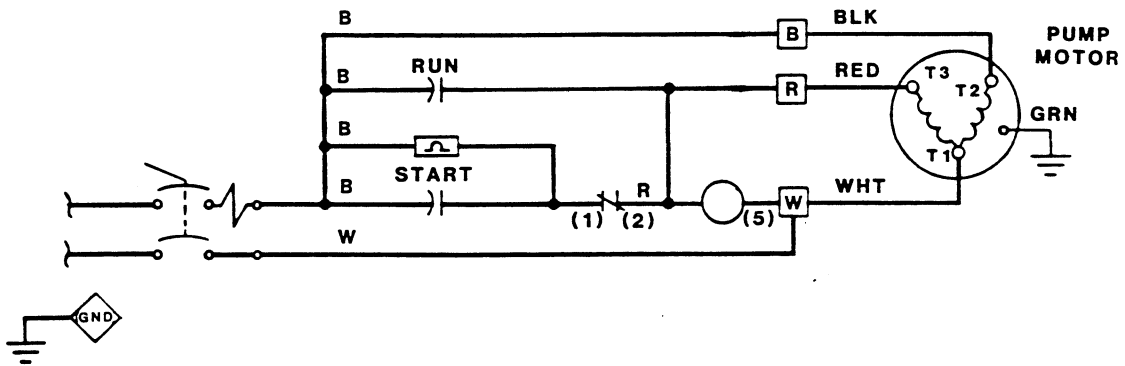 B
B
BLK
PUMP
MOTOR
B
RUN
R
RED
T3
T2
GRN
B
T1
START
B
(1)
R
(2)
(5)
W
WHT
W
GND